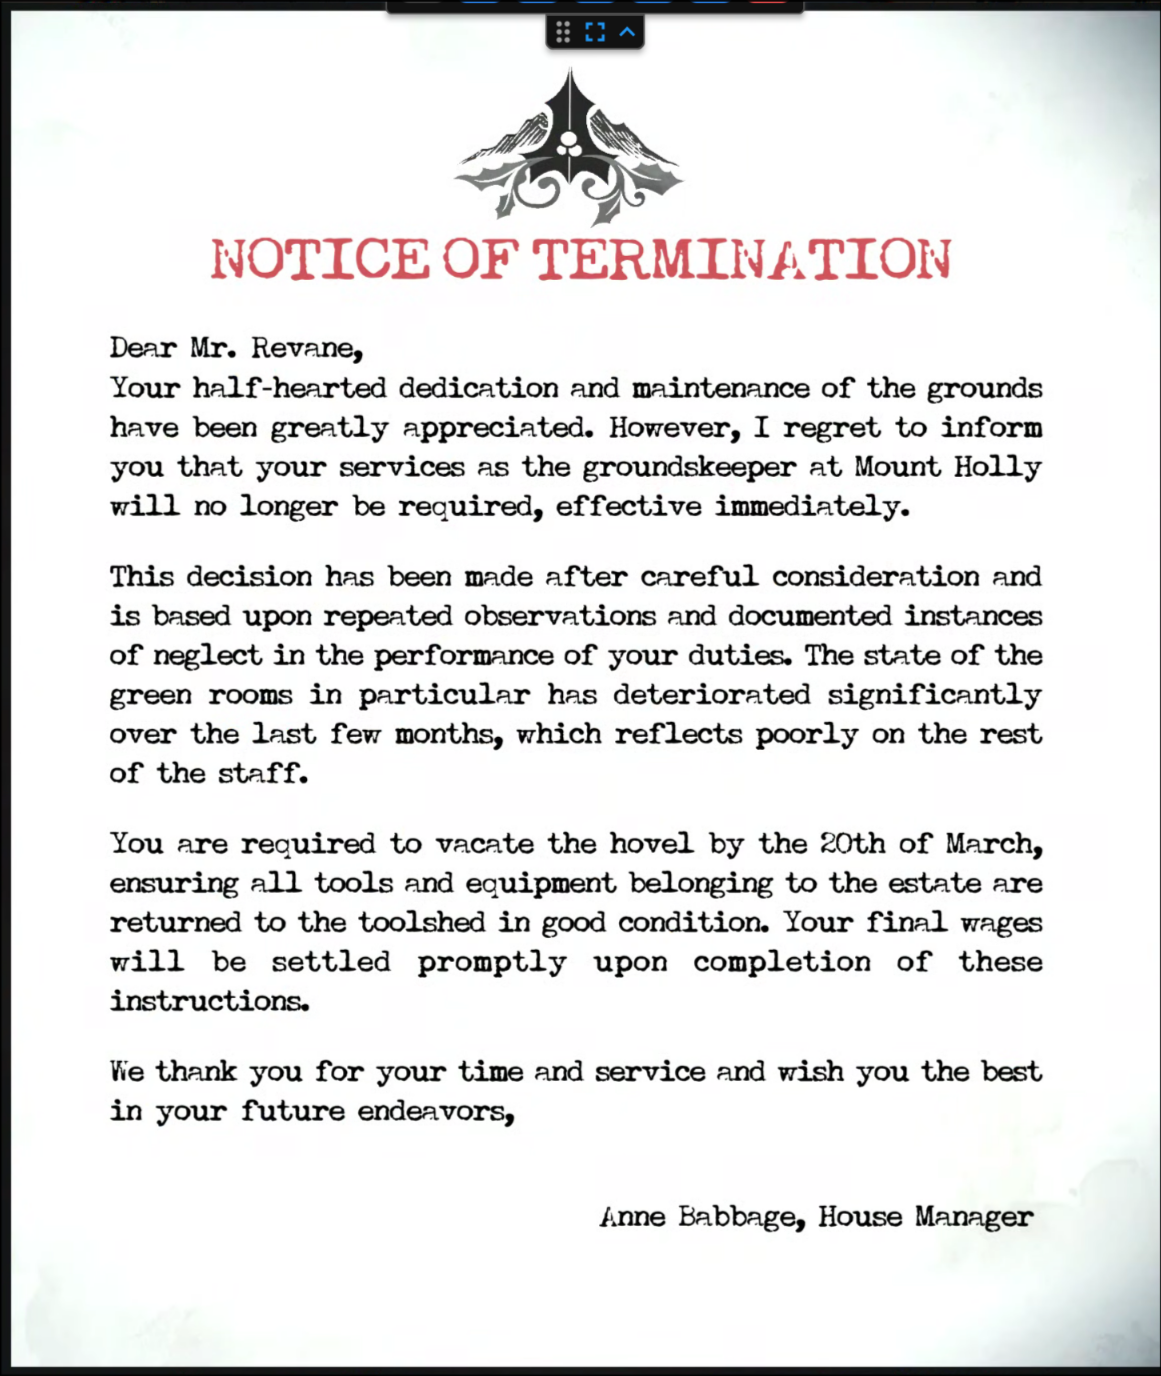 NOTICE OF TERMINATION
Dear Mr. Revane,
Your half-hearted dedication and maintenance of the grounds
have been greatly appreciated. However, I regret to inform
you that your services as the groundskeeper at Mount Holly
will no longer be required, effective immediately.
This decision has been made after careful consideration and
is based upon repeated observations and documented instances
of neglect in the performance of your duties. The state of the
green rooms in particular has deteriorated significantly
over the last few months, which reflects poorly on the rest
of the staff.
You are required to vacate the hovel by the 20th of March,
ensuring all tools and equipment belonging to the estate are
returned to the toolshed in good condition. Your final wages
will be settled promptly upon completion of these
instructions.
We thank you for your time and service and wish you the best
in your future endeavors,
Anne Babbage, House Manager